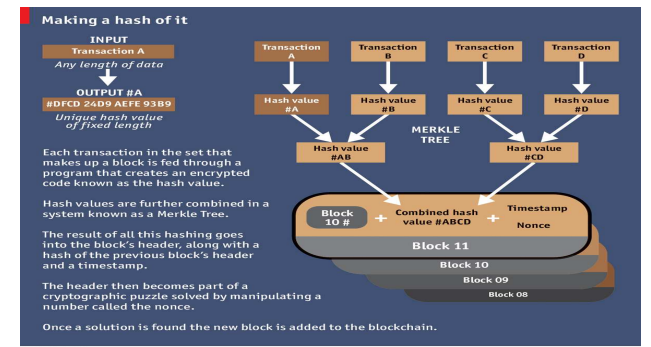 Making a hash of it
INPUT
Transaction A
Any length of data
OUTPUT #A
#DFCD 24D9 AEFE 93B9
Unique hash value
of fixed length
Each transaction in the set that
makes up a block is fed through a
program that creates an encrypted
code known as the hash value.
Hash values are further combined in a
system known as a Merkle Tree.
The result of all this hashing goes
into the block's header, along with a
hash of the previous block's header
and a timestamp.
The header then becomes part of a
cryptographic puzzle solved by manipulating a
number called the nonce.
Once a solution is found the new block is added to the blockchain.
Transaction
A
Transaction
B
Transaction
C
Transaction
D
Hash value
#A
Hash value
#B
Hash value
#C
Hash value
#D
MERKLE
TREE
Hash value
#AB
Hash value
#CD
Block
10 #
+
Combined hash
value #ABCD
+
Timestamp
Nonce
Block 11
Block 10
Block 09
Block 08